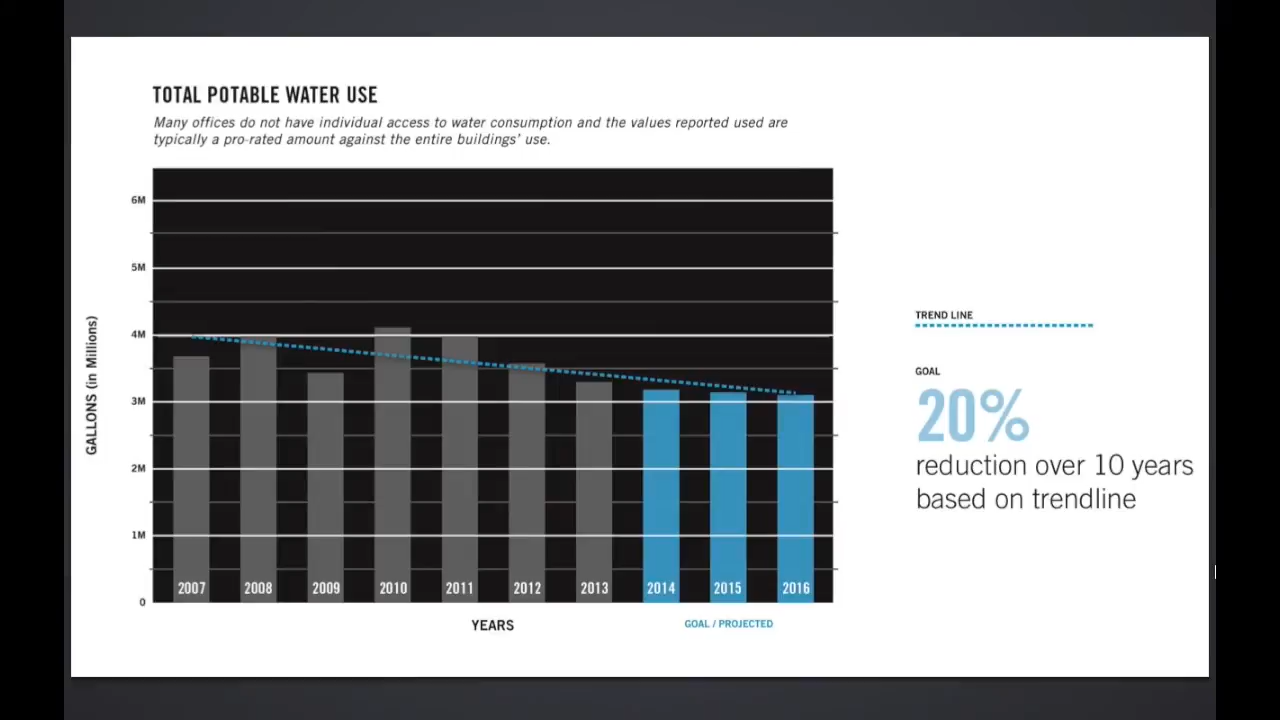 TOTAL POTABLE WATER USE
Many offices do not have individual access to water consumption and the values reported used are
typically a pro-rated amount against the entire buildings' use.
6M
5M
4M
3M
2M
1M
0
GALLONS (in Millions)
2007 2008 2009 2010 2011 2012 2013 2014 2015 2016
YEARS
GOAL / PROJECTED
TREND LINE
GOAL
20%
reduction over 10 years
based on trendline